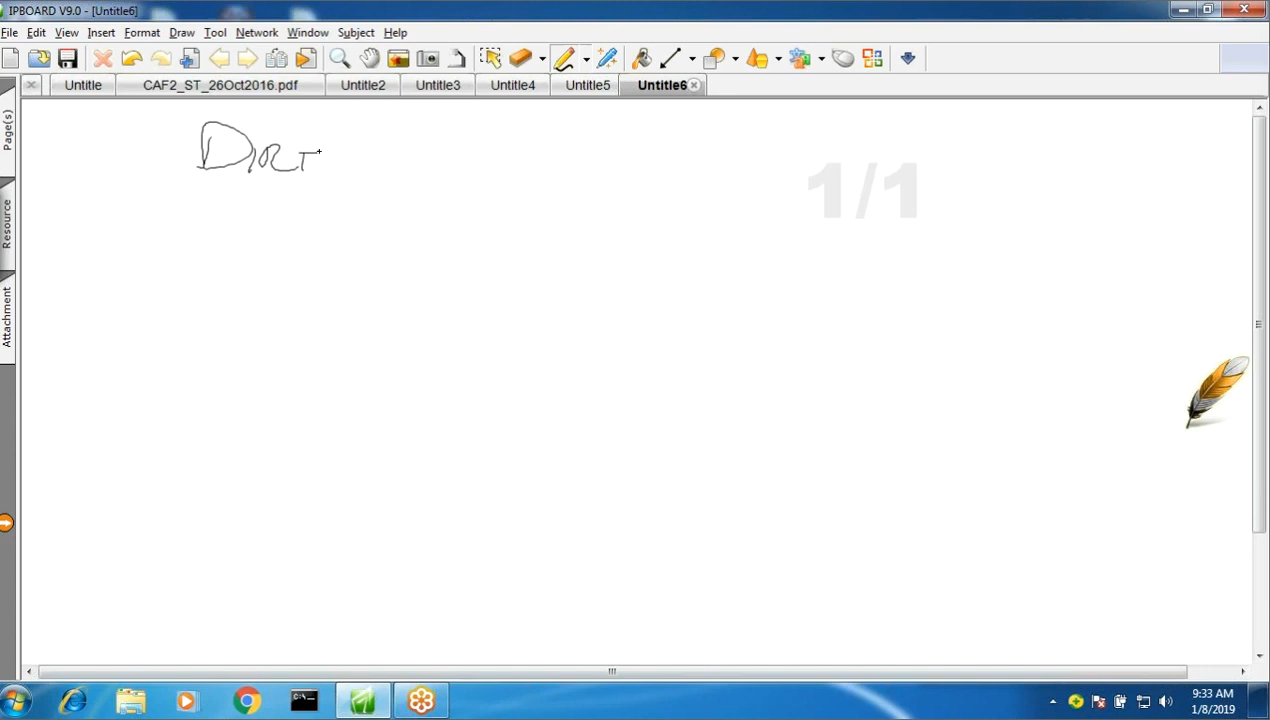 IPBOARD V9.0 - [Untitle6]
File Edit View Insert Format Draw Tool Network Window Subject Help
Untitle CAF2_ST_26Oct2016.pdf Untitle2 Untitle3 Untitle4 Untitle5 Untitle6
Page(s)
Resource
Attachment
1/1
9:33 AM
1/8/2019